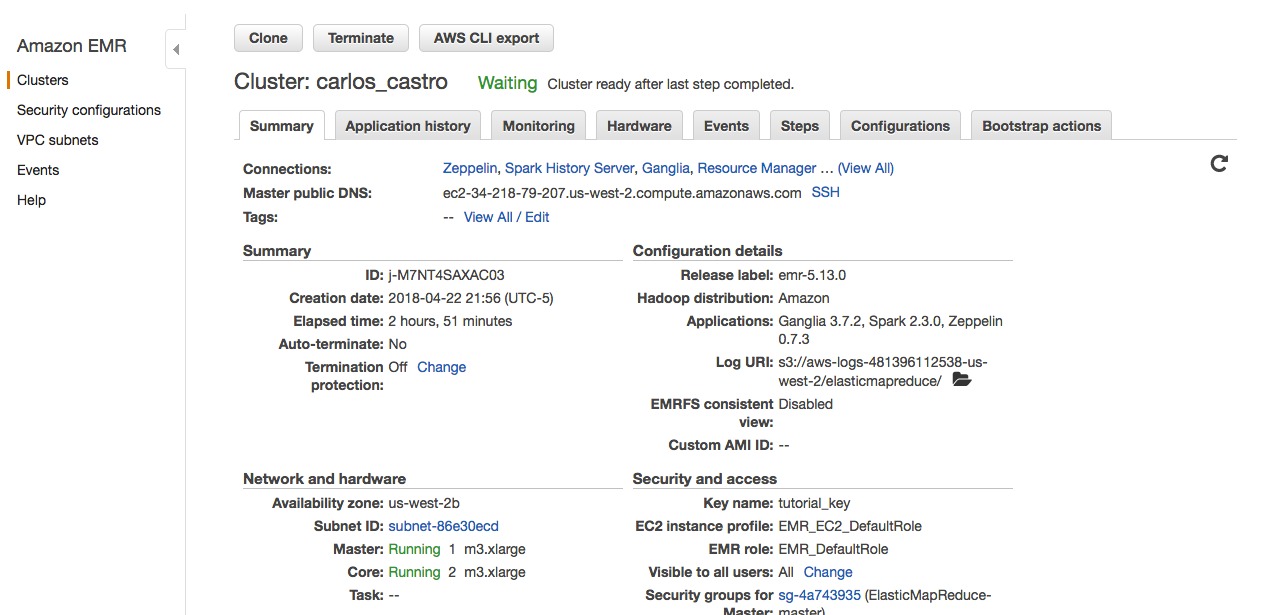 Amazon EMR
Clusters
Security configurations
VPC subnets
Events
Help
Clone Terminate AWS CLI export
Cluster: carlos_castro Waiting Cluster ready after last step completed.
Summary Application history Monitoring Hardware Events Steps Configurations Bootstrap actions
Connections: Zeppelin, Spark History Server, Ganglia, Resource Manager … (View All)
Master public DNS: ec2-34-218-79-207.us-west-2.compute.amazonaws.com SSH
Tags: -- View All / Edit
Summary
ID: j-M7NT4SAXAC03
Creation date: 2018-04-22 21:56 (UTC-5)
Elapsed time: 2 hours, 51 minutes
Auto-terminate: No
Termination Off Change
protection:
Configuration details
Release label: emr-5.13.0
Hadoop distribution: Amazon
Applications: Ganglia 3.7.2, Spark 2.3.0, Zeppelin
0.7.3
Log URI: s3://aws-logs-481396112538-us-
west-2/elasticmapreduce/
EMRFS consistent Disabled
view:
Custom AMI ID: --
Network and hardware
Availability zone: us-west-2b
Subnet ID: subnet-86e30ecd
Master: Running 1 m3.xlarge
Core: Running 2 m3.xlarge
Task: --
Security and access
Key name: tutorial_key
EC2 instance profile: EMR_EC2_DefaultRole
EMR role: EMR_DefaultRole
Visible to all users: All Change
Security groups for sg-4a743935 (ElasticMapReduce-
Master: master)